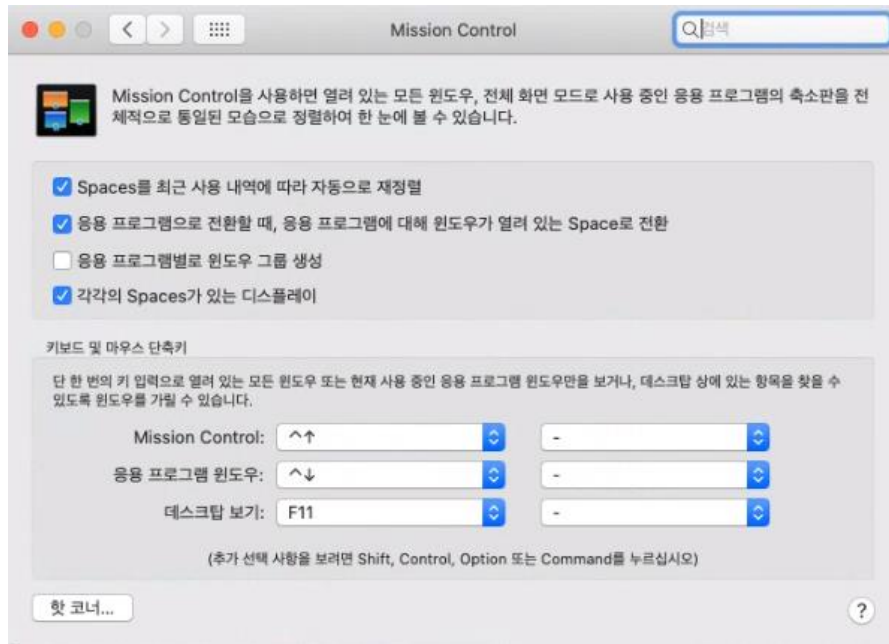 Mission Control
검색
Mission Control을 사용하면 열려 있는 모든 윈도우, 전체 화면 모드로 사용 중인 응용 프로그램의 축소판을 전
체적으로 통일된 모습으로 정렬하여 한 눈에 볼 수 있습니다.
Spaces를 최근 사용 내역에 따라 자동으로 재정렬
응용 프로그램으로 전환할 때, 응용 프로그램에 대해 윈도우가 열려 있는 Space로 전환
응용 프로그램별로 윈도우 그룹 생성
각각의 Spaces가 있는 디스플레이
키보드 및 마우스 단축키
단 한 번의 키 입력으로 열려 있는 모든 윈도우 또는 현재 사용 중인 응용 프로그램 윈도우만을 보거나, 데스크탑 상에 있는 항목을 찾을 수
있도록 윈도우를 가릴 수 있습니다.
Mission Control: ^↑ -
응용 프로그램 윈도우: ^↓ -
데스크탑 보기: F11 -
(추가 선택 사항을 보려면 Shift, Control, Option 또는 Command를 누르십시오)
핫 코너... ?